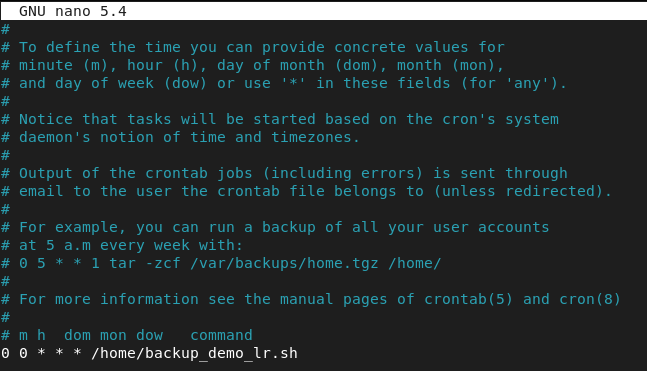 GNU nano 5.4
#
# To define the time you can provide concrete values for
# minute (m), hour (h), day of month (dom), month (mon),
# and day of week (dow) or use '*' in these fields (for 'any').
#
# Notice that tasks will be started based on the cron's system
# daemon's notion of time and timezones.
#
# Output of the crontab jobs (including errors) is sent through
# email to the user the crontab file belongs to (unless redirected).
#
# For example, you can run a backup of all your user accounts
# at 5 a.m every week with:
# 0 5 * * 1 tar -zcf /var/backups/home.tgz /home/
#
# For more information see the manual pages of crontab(5) and cron(8)
#
# m h  dom mon dow   command
0 0 * * * /home/backup_demo_lr.sh